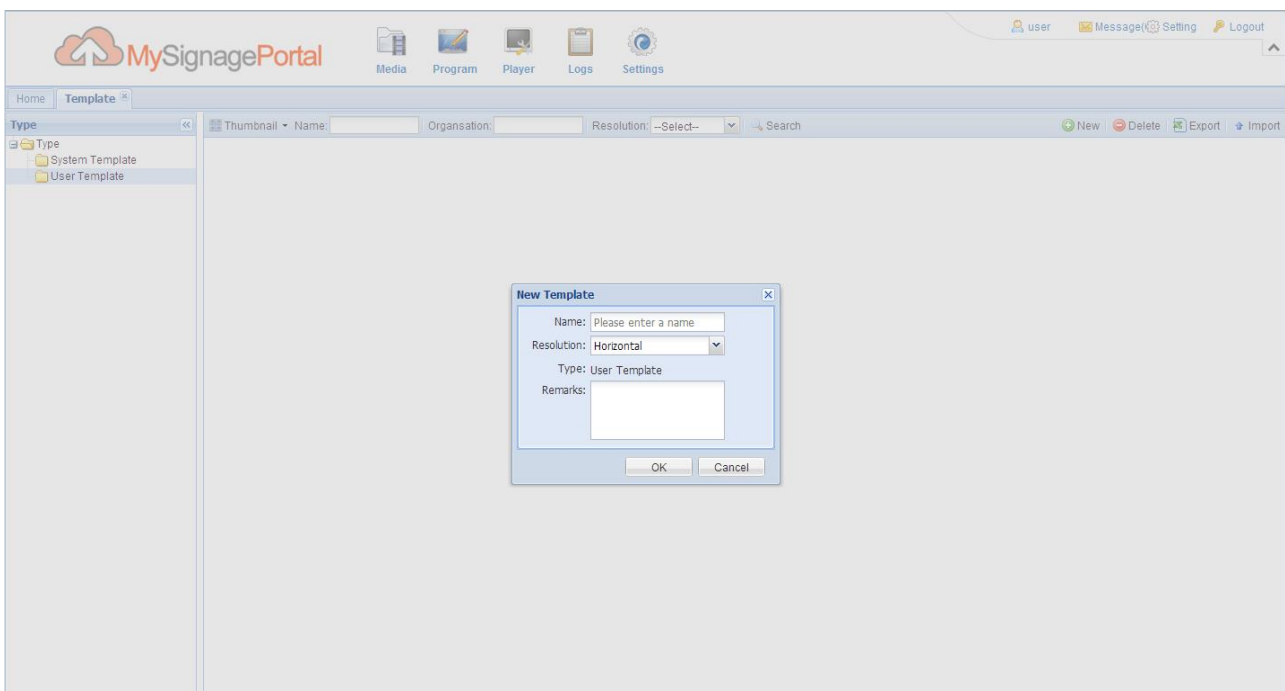 user Message( Setting Logout
MySignagePortal
Media Program Player Logs Settings
Home Template
Type Thumbnail Name: Organsation: Resolution: --Select-- Search New Delete Export Import
Type
System Template
User Template
New Template
Name: Please enter a name
Resolution: Horizontal
Type: User Template
Remarks:
OK Cancel